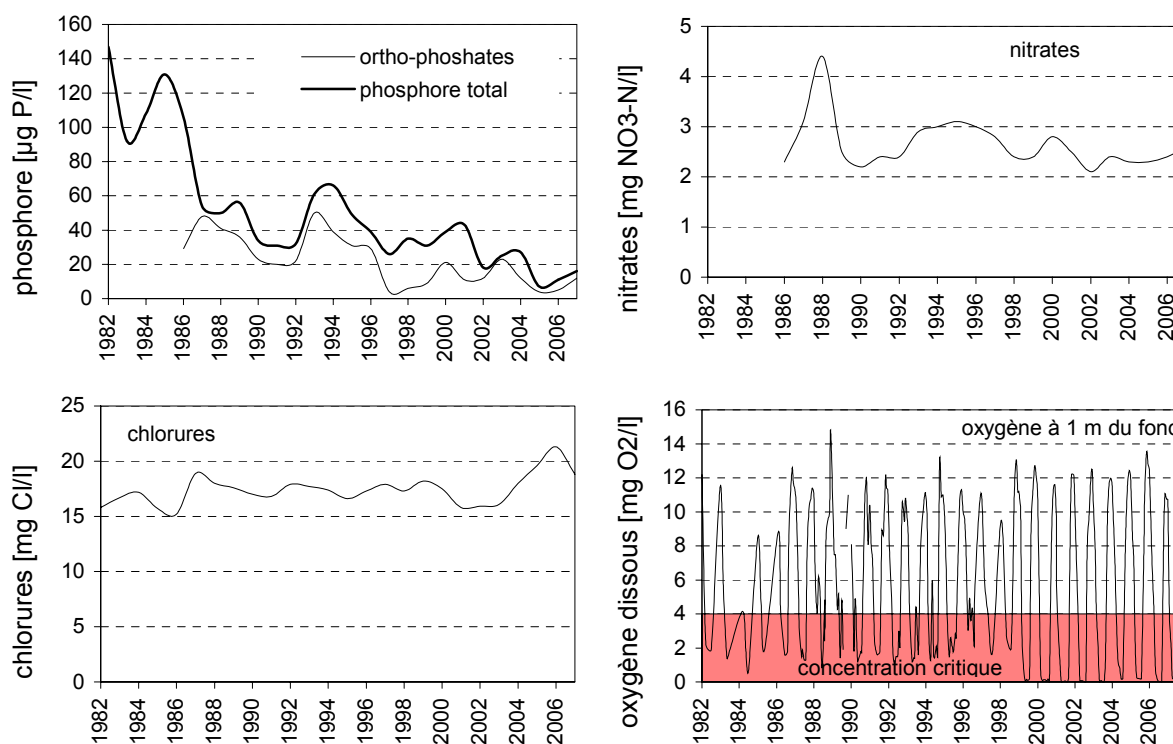 phosphore [µg P/l]
160
140
120
100
80
60
40
20
0
ortho-phoshates
phosphore total
1982 1984 1986 1988 1990 1992 1994 1996 1998 2000 2002 2004 2006
nitrates [mg NO3-N/l]
5
4
3
2
1
0
nitrates
1982 1984 1986 1988 1990 1992 1994 1996 1998 2000 2002 2004 2006
chlorures [mg Cl/l]
25
20
15
10
5
0
chlorures
1982 1984 1986 1988 1990 1992 1994 1996 1998 2000 2002 2004 2006
oxygène dissous [mg O2/l]
16
14
12
10
8
6
4
2
0
oxygène à 1 m du fond
concentration critique
1982 1984 1986 1988 1990 1992 1994 1996 1998 2000 2002 2004 2006